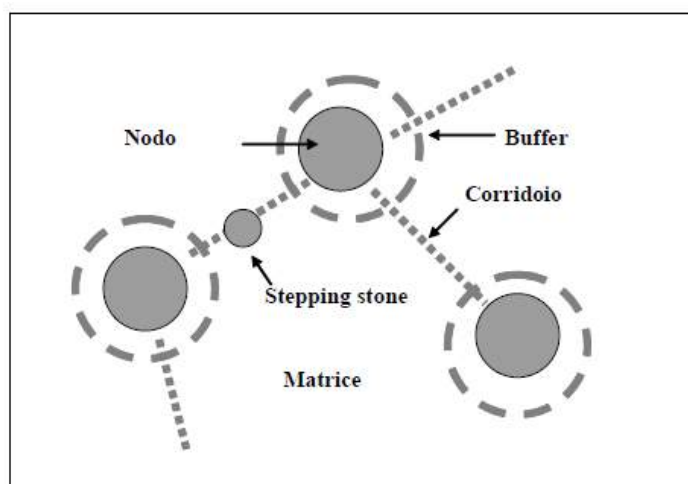 Nodo
Buffer
Corridoio
Stepping stone
Matrice